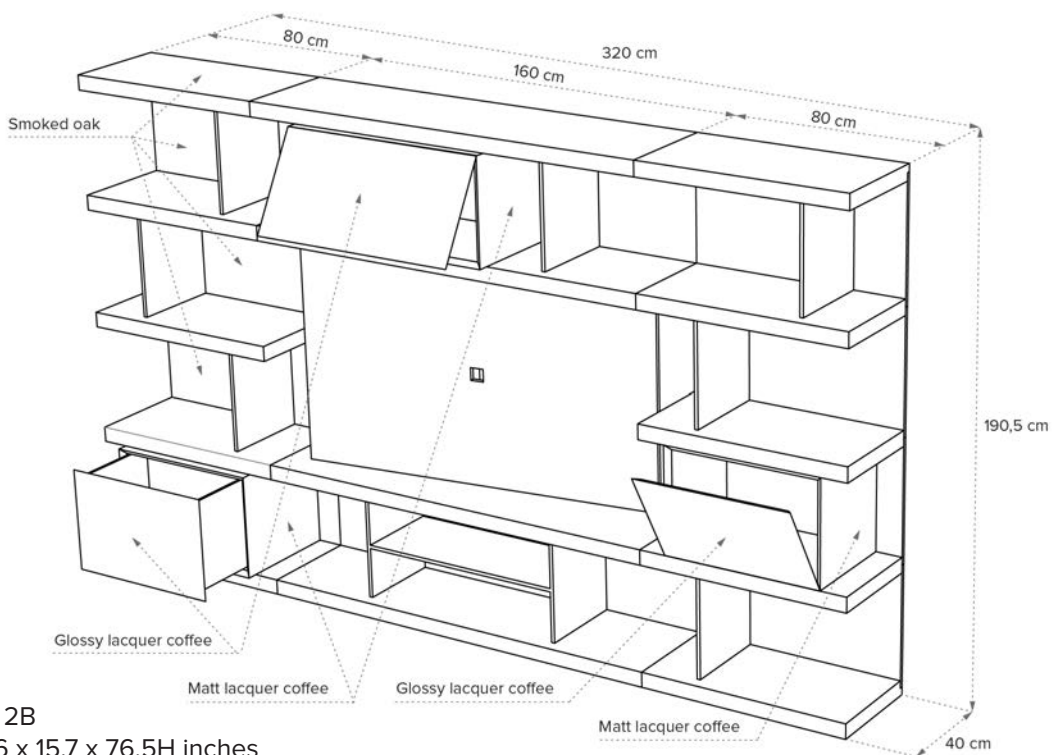 320 cm
80 cm
160 cm
80 cm
Smoked oak
190,5 cm
Glossy lacquer coffee
Matt lacquer coffee
Glossy lacquer coffee
Matt lacquer coffee
40 cm
2B
x 15.7 x 76.5H inches